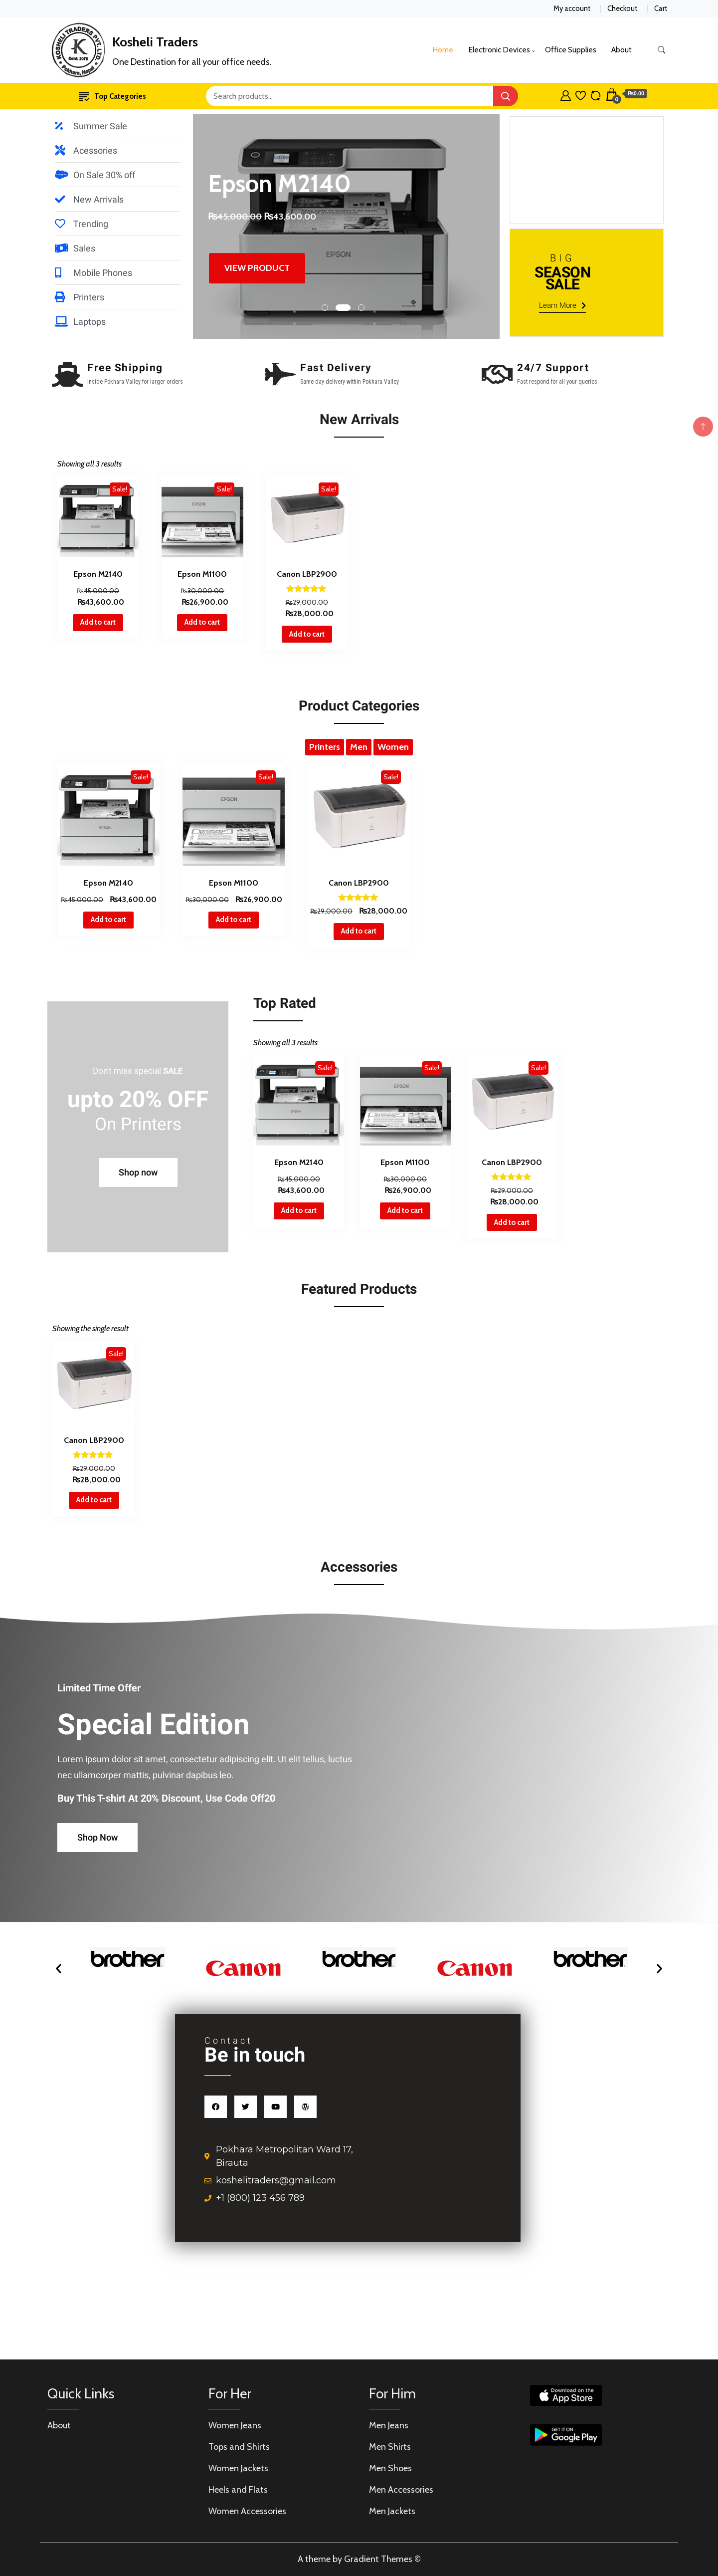 My account
Checkout
Cart
KOSHELI TRADERS PVT. LTD.
K
Estd: 2070
Kosheli Traders
One Destination for all your office needs.
Home
Electronic Devices
Office Supplies
About
Top Categories
Search products...
0
₨0.00
Summer Sale
Acessories
On Sale 30% off
New Arrivals
Trending
Sales
Mobile Phones
Printers
Laptops
Epson M2140
₨45,000.00 ₨43,600.00
VIEW PRODUCT
EPSON
BIG
SEASON
SALE
Learn More
Free Shipping
Inside Pokhara Valley for larger orders
Fast Delivery
Same day delivery within Pokhara Valley
24/7 Support
Fast respond for all your queries
New Arrivals
Showing all 3 results
Sale!
Sale!
Sale!
Epson M2140
₨45,000.00
₨43,600.00
Add to cart
Epson M1100
₨30,000.00
₨26,900.00
Add to cart
Canon LBP2900
₨29,000.00
₨28,000.00
Add to cart
Product Categories
Printers
Men
Women
Sale!
Sale!
Sale!
Epson M2140
₨45,000.00 ₨43,600.00
Add to cart
Epson M1100
₨30,000.00 ₨26,900.00
Add to cart
Canon LBP2900
₨29,000.00 ₨28,000.00
Add to cart
Don't miss special SALE
upto 20% OFF
On Printers
Shop now
Top Rated
Showing all 3 results
Sale!
Sale!
Sale!
Epson M2140
₨45,000.00
₨43,600.00
Add to cart
Epson M1100
₨30,000.00
₨26,900.00
Add to cart
Canon LBP2900
₨29,000.00
₨28,000.00
Add to cart
Featured Products
Showing the single result
Sale!
Canon LBP2900
₨29,000.00
₨28,000.00
Add to cart
Accessories
Limited Time Offer
Special Edition
Lorem ipsum dolor sit amet, consectetur adipiscing elit. Ut elit tellus, luctus
nec ullamcorper mattis, pulvinar dapibus leo.
Buy This T-shirt At 20% Discount, Use Code Off20
Shop Now
brother
Canon
brother
Canon
brother
Contact
Be in touch
Pokhara Metropolitan Ward 17,
Birauta
koshelitraders@gmail.com
+1 (800) 123 456 789
Quick Links
About
For Her
Women Jeans
Tops and Shirts
Women Jackets
Heels and Flats
Women Accessories
For Him
Men Jeans
Men Shirts
Men Shoes
Men Accessories
Men Jackets
Download on the
App Store
GET IT ON
Google Play
A theme by Gradient Themes ©